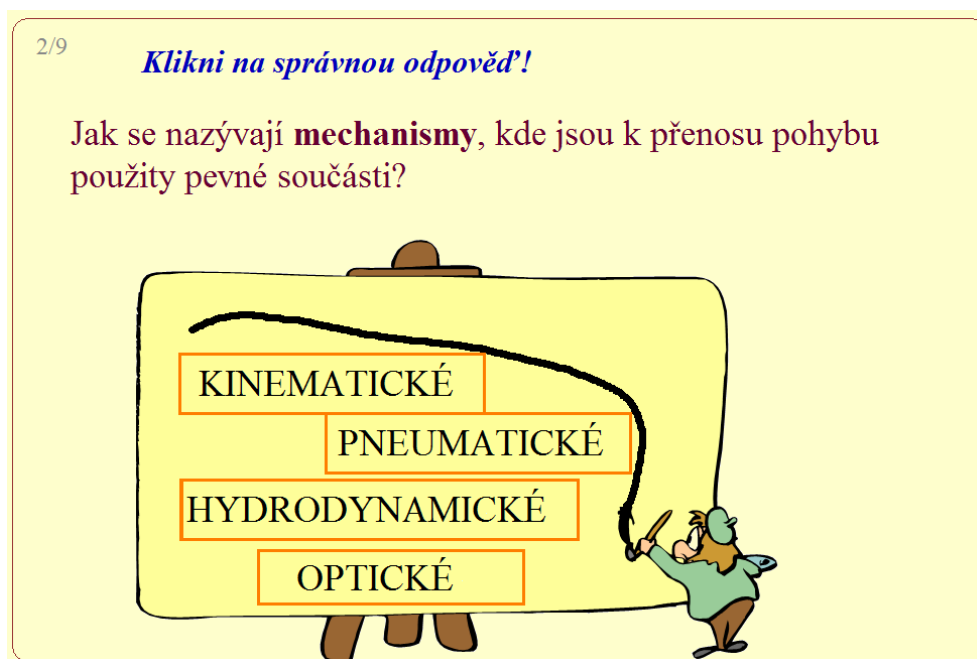 2/9
Klikni na správnou odpověď!
Jak se nazývají mechanismy, kde jsou k přenosu pohybu
použity pevné součásti?
KINEMATICKÉ
PNEUMATICKÉ
HYDRODYNAMICKÉ
OPTICKÉ